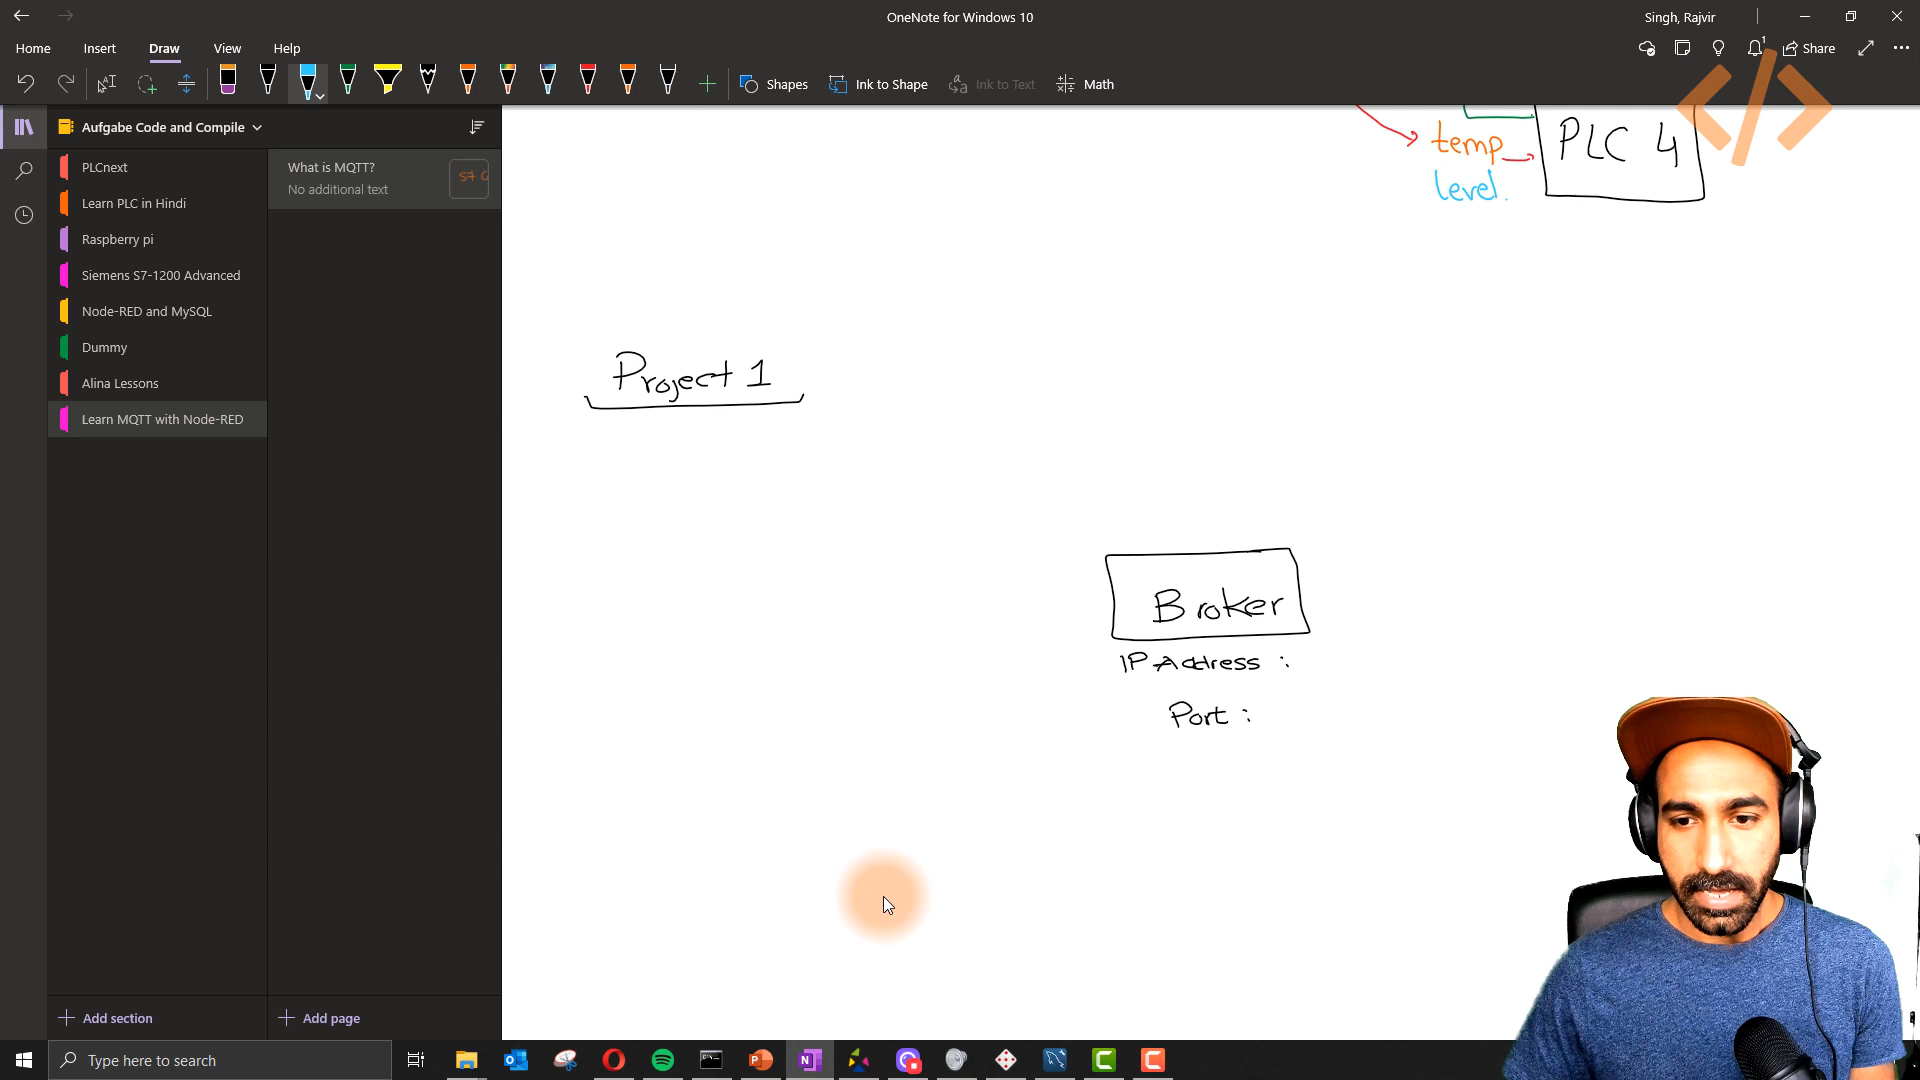 OneNote for Windows 10
Singh, Rajvir
Home Insert Draw View Help
1
Share
Shapes Ink to Shape Ink to Text Math
Aufgabe Code and Compile
PLCnext
Learn PLC in Hindi
Raspberry pi
Siemens S7-1200 Advanced
Node-RED and MySQL
Dummy
Alina Lessons
Learn MQTT with Node-RED
What is MQTT?
No additional text
temp
level.
PLC 4
Project 1
Broker
IP Address :
Port :
Add section
Add page
Type here to search